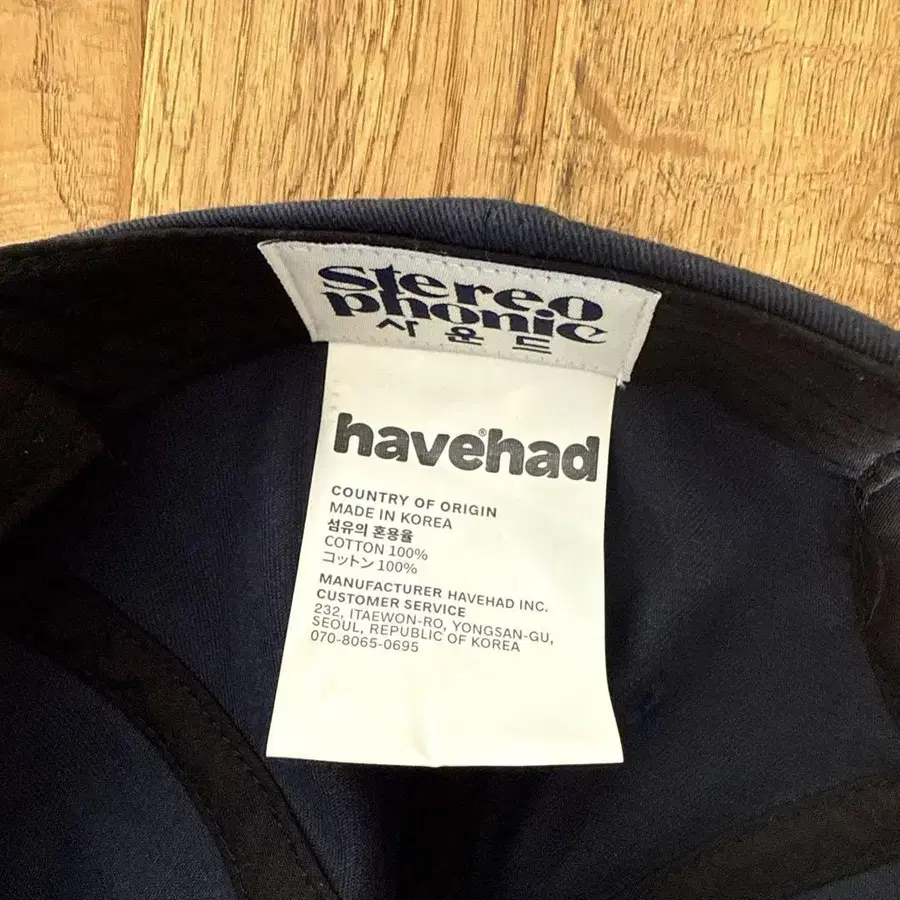 Stereo
phonic
사운드
have®had
COUNTRY OF ORIGIN
MADE IN KOREA
섬유의 혼용율
COTTON 100%
コットン 100%
MANUFACTURER HAVEHAD INC.
CUSTOMER SERVICE
232, ITAEWON-RO, YONGSAN-GU,
SEOUL, REPUBLIC OF KOREA
070-8065-0695